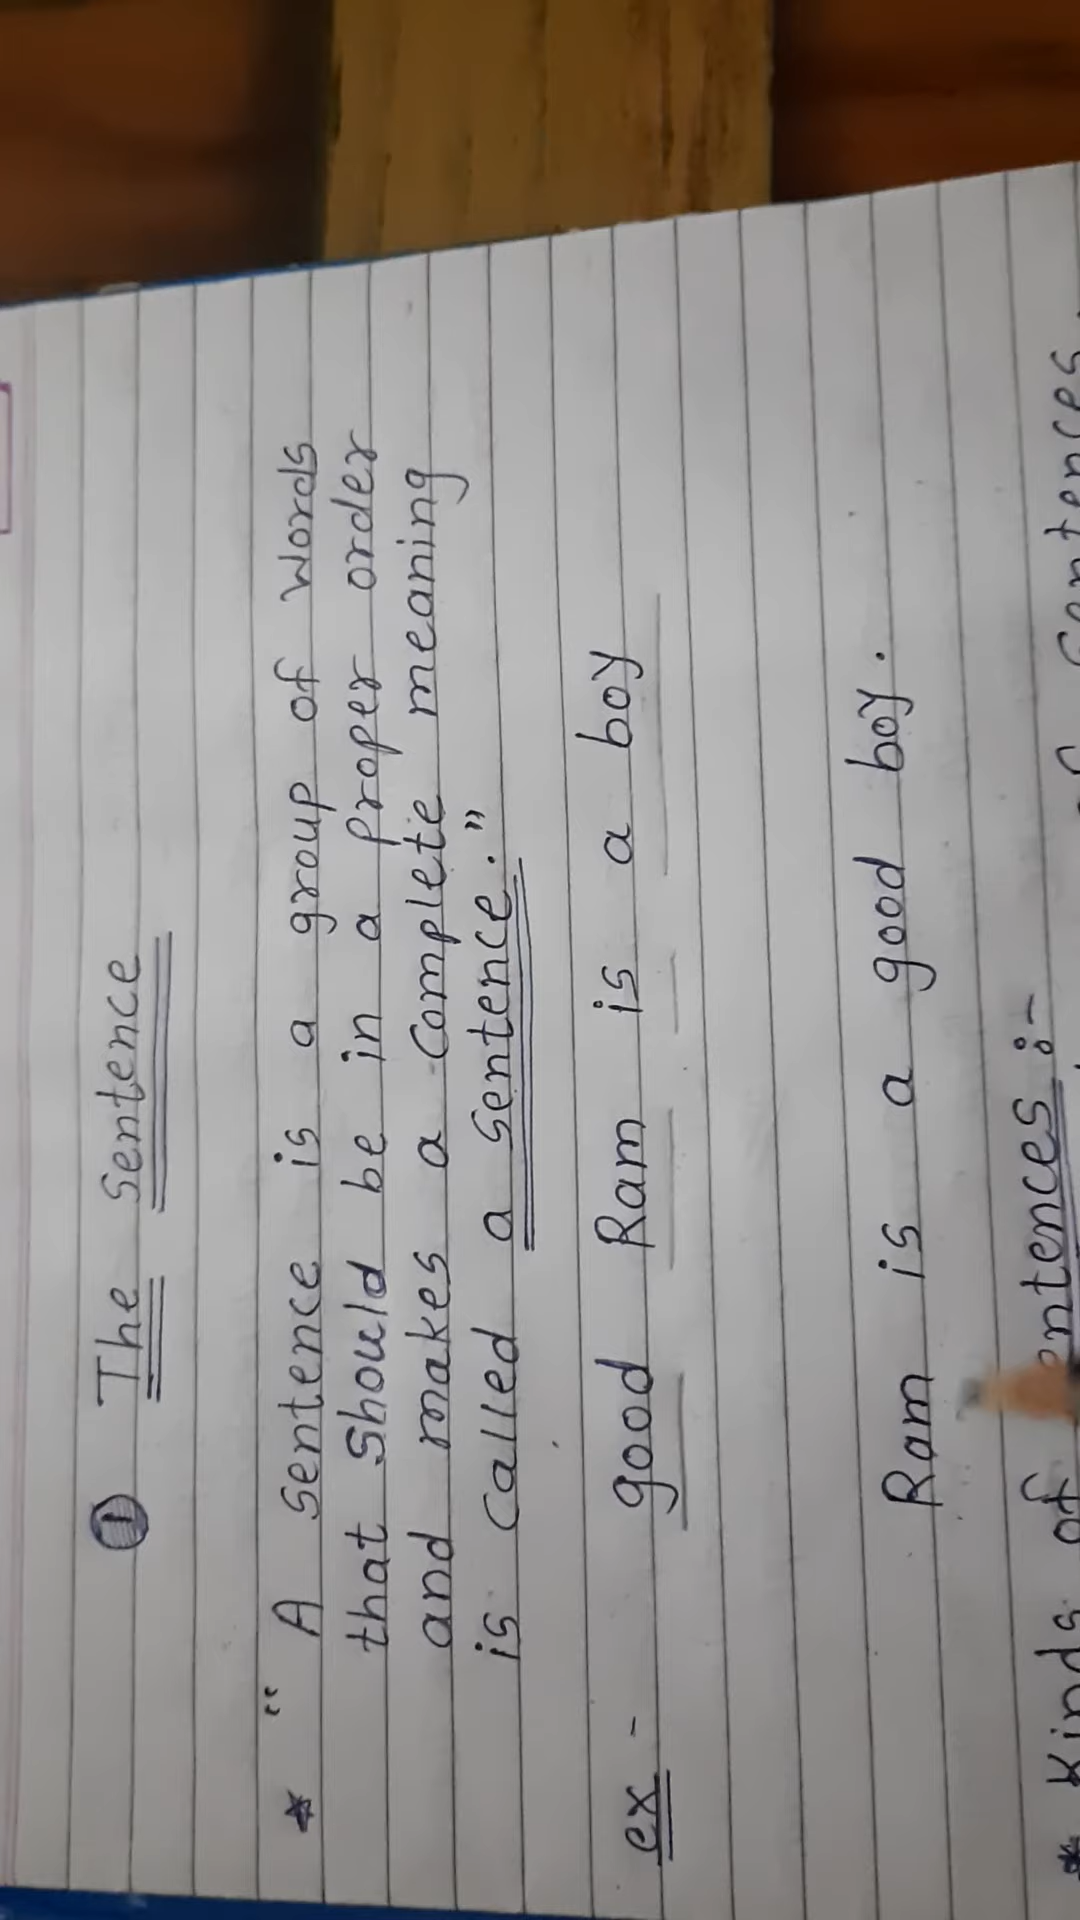 ① The Sentence
* " A Sentence is a group of words
that Should be in a proper order
and makes a Complete meaning
is called a sentence."
ex - good Ram is a boy
Ram is a good boy.
* Kinds of entences :-